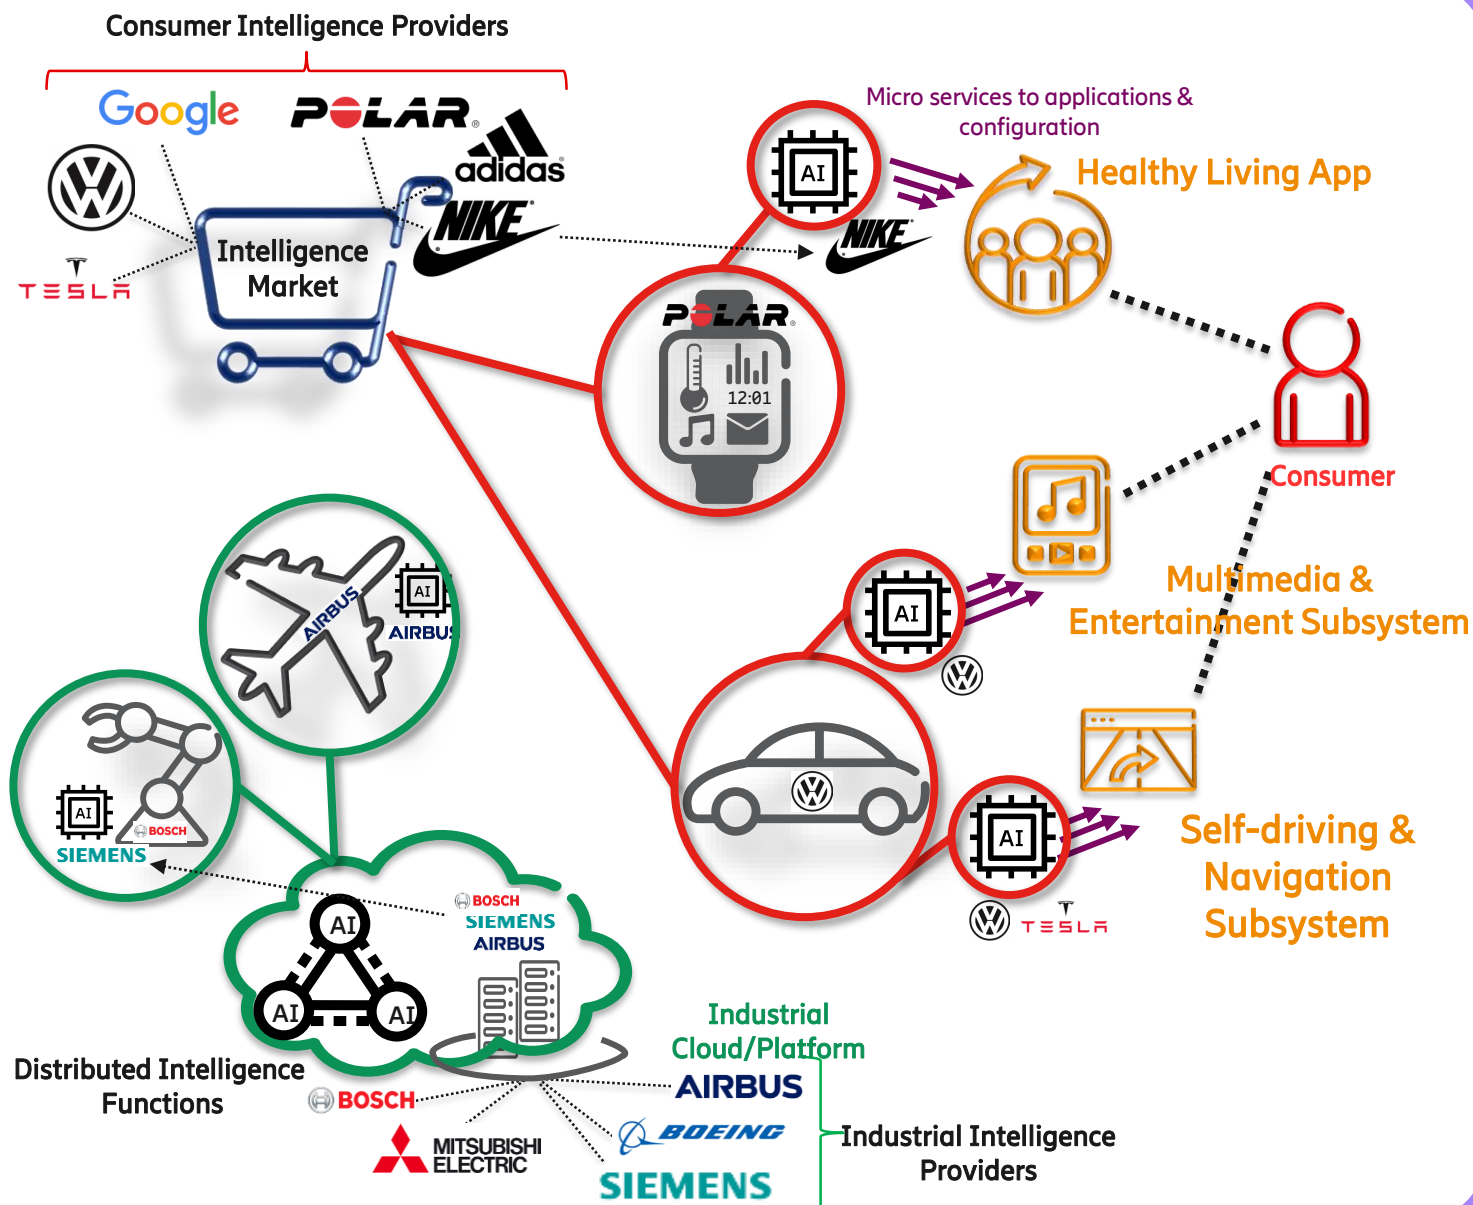 Consumer Intelligence Providers
Google
POLAR
adidas
NIKE
TESLA
Intelligence
Market
Micro services to applications &
configuration
AI
NIKE
Healthy Living App
POLAR
12:01
Consumer
AI
Multimedia &
Entertainment Subsystem
AIRBUS
AI
AIRBUS
AI
BOSCH
SIEMENS
AI
TESLA
Self-driving &
Navigation
Subsystem
AI
AI
AI
BOSCH
SIEMENS
AIRBUS
Distributed Intelligence
Functions
Industrial
Cloud/Platform
BOSCH
MITSUBISHI
ELECTRIC
AIRBUS
BOEING
SIEMENS
Industrial Intelligence
Providers